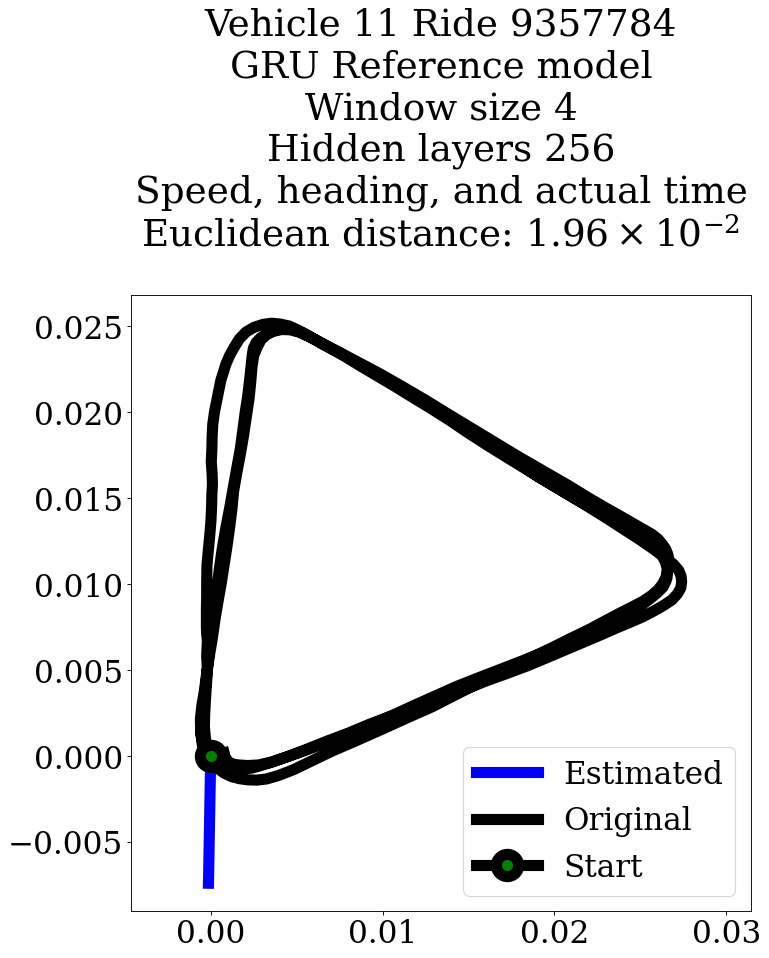 Vehicle 11 Ride 9357784
GRU Reference model
Window size 4
Hidden layers 256
Speed, heading, and actual time
Euclidean distance: 1.96 × 10⁻²
0.025
0.020
0.015
0.010
0.005
0.000
−0.005
Estimated
Original
Start
0.00 0.01 0.02 0.03